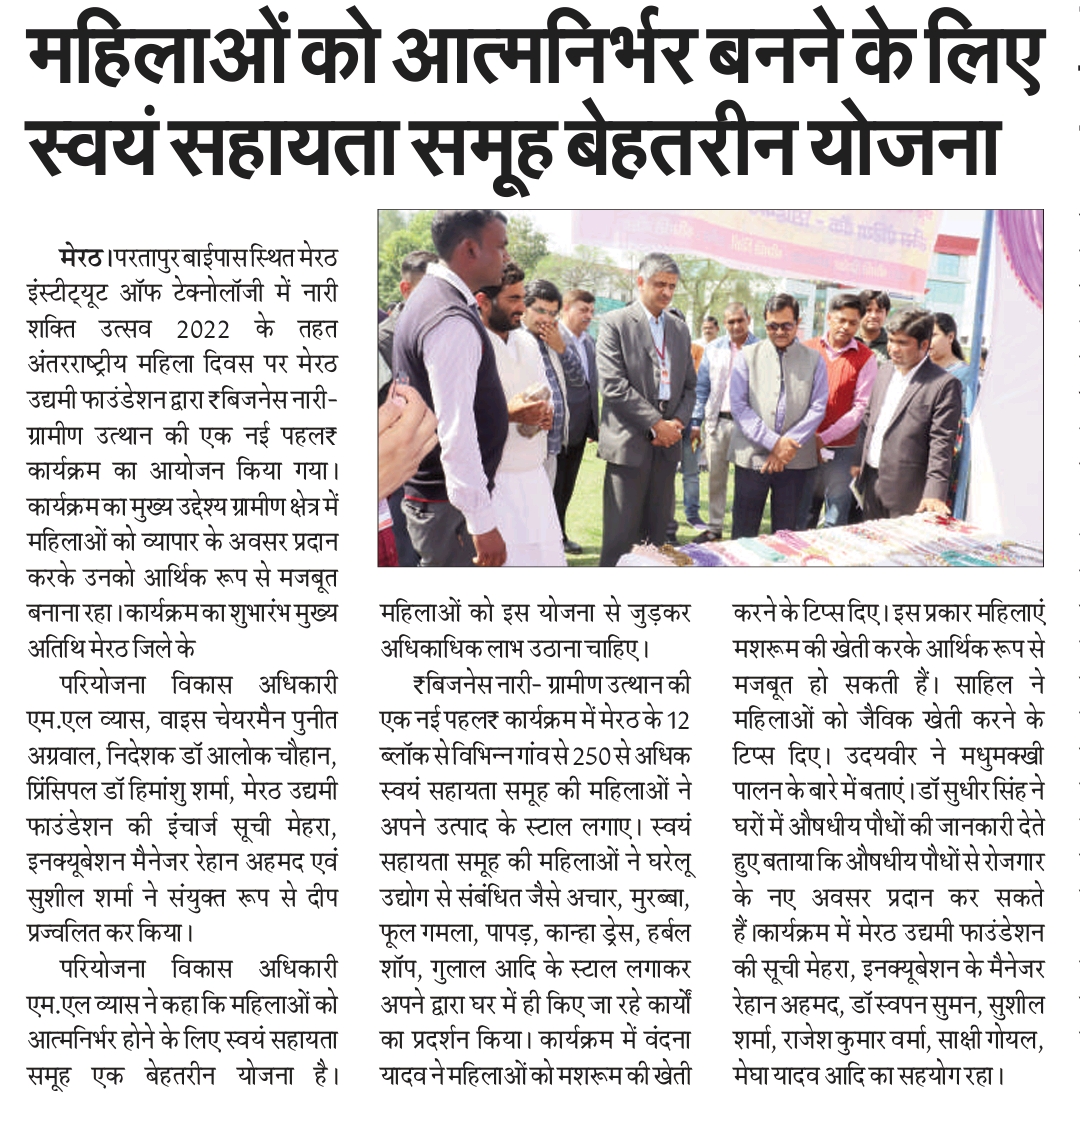 महिलाओं को आत्मनिर्भर बनने के लिए
स्वयं सहायता समूह बेहतरीन योजना
मेरठ। परतापुर बाईपास स्थित मेरठ
इंस्टीट्यूट ऑफ टेक्नोलॉजी में नारी
शक्ति उत्सव 2022 के तहत
अंतरराष्ट्रीय महिला दिवस पर मेरठ
उद्यमी फाउंडेशन द्वारा ₹बिजनेस नारी-
ग्रामीण उत्थान की एक नई पहल₹
कार्यक्रम का आयोजन किया गया।
कार्यक्रम का मुख्य उद्देश्य ग्रामीण क्षेत्र में
महिलाओं को व्यापार के अवसर प्रदान
करके उनको आर्थिक रूप से मजबूत
बनाना रहा। कार्यक्रम का शुभारंभ मुख्य
अतिथि मेरठ जिले के
परियोजना विकास अधिकारी
एम.एल व्यास, वाइस चेयरमैन पुनीत
अग्रवाल, निदेशक डॉ आलोक चौहान,
प्रिंसिपल डॉ हिमांशु शर्मा, मेरठ उद्यमी
फाउंडेशन की इंचार्ज सूची मेहरा,
इनक्यूबेशन मैनेजर रेहान अहमद एवं
सुशील शर्मा ने संयुक्त रूप से दीप
प्रज्वलित कर किया।
परियोजना विकास अधिकारी
एम.एल व्यास ने कहा कि महिलाओं को
आत्मनिर्भर होने के लिए स्वयं सहायता
समूह एक बेहतरीन योजना है।
महिलाओं को इस योजना से जुड़कर
अधिकाधिक लाभ उठाना चाहिए।
₹बिजनेस नारी- ग्रामीण उत्थान की
एक नई पहल₹ कार्यक्रम में मेरठ के 12
ब्लॉक से विभिन्न गांव से 250 से अधिक
स्वयं सहायता समूह की महिलाओं ने
अपने उत्पाद के स्टाल लगाए। स्वयं
सहायता समूह की महिलाओं ने घरेलू
उद्योग से संबंधित जैसे अचार, मुरब्बा,
फूल गमला, पापड़, कान्हा ड्रेस, हर्बल
शॉप, गुलाल आदि के स्टाल लगाकर
अपने द्वारा घर में ही किए जा रहे कार्यों
का प्रदर्शन किया। कार्यक्रम में वंदना
यादव ने महिलाओं को मशरूम की खेती
करने के टिप्स दिए। इस प्रकार महिलाएं
मशरूम की खेती करके आर्थिक रूप से
मजबूत हो सकती हैं। साहिल ने
महिलाओं को जैविक खेती करने के
टिप्स दिए। उदयवीर ने मधुमक्खी
पालन के बारे में बताएं। डॉ सुधीर सिंह ने
घरों में औषधीय पौधों की जानकारी देते
हुए बताया कि औषधीय पौधों से रोजगार
के नए अवसर प्रदान कर सकते
हैं।कार्यक्रम में मेरठ उद्यमी फाउंडेशन
की सूची मेहरा, इनक्यूबेशन के मैनेजर
रेहान अहमद, डॉ स्वपन सुमन, सुशील
शर्मा, राजेश कुमार वर्मा, साक्षी गोयल,
मेघा यादव आदि का सहयोग रहा।